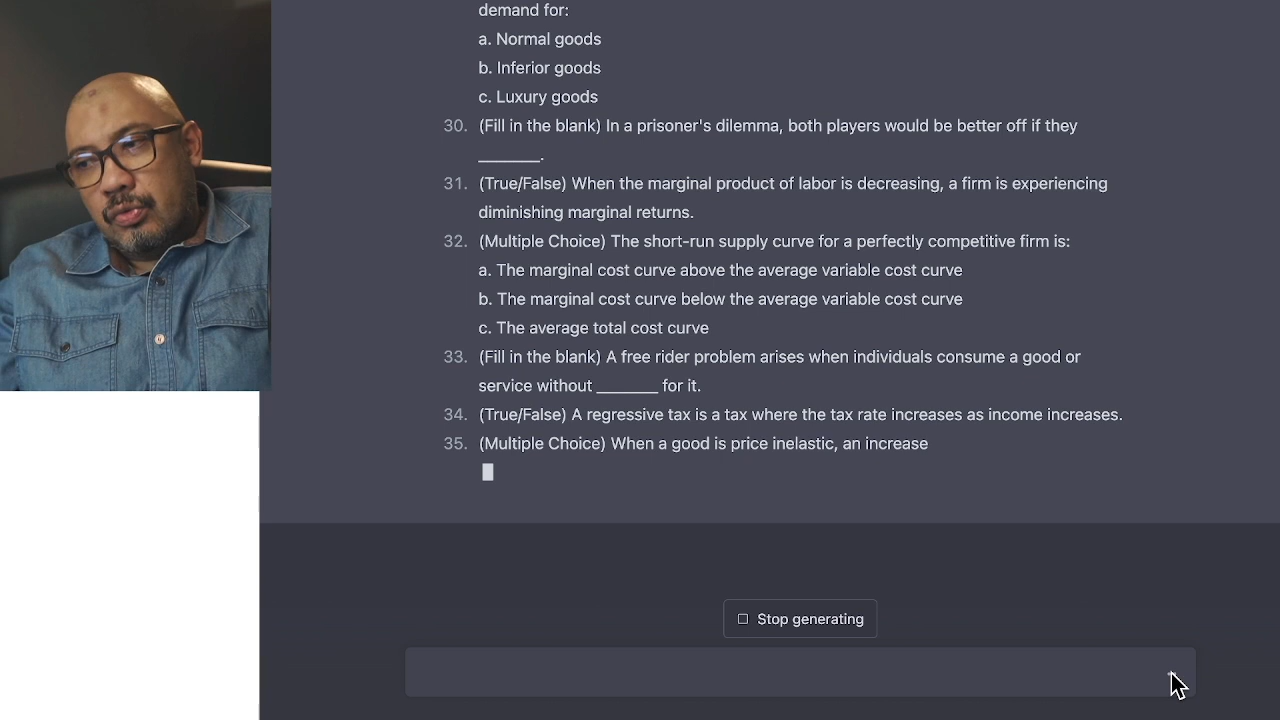 demand for:
a. Normal goods
b. Inferior goods
c. Luxury goods
30. (Fill in the blank) In a prisoner's dilemma, both players would be better off if they
________.
31. (True/False) When the marginal product of labor is decreasing, a firm is experiencing
diminishing marginal returns.
32. (Multiple Choice) The short-run supply curve for a perfectly competitive firm is:
a. The marginal cost curve above the average variable cost curve
b. The marginal cost curve below the average variable cost curve
c. The average total cost curve
33. (Fill in the blank) A free rider problem arises when individuals consume a good or
service without ________ for it.
34. (True/False) A regressive tax is a tax where the tax rate increases as income increases.
35. (Multiple Choice) When a good is price inelastic, an increase
Stop generating